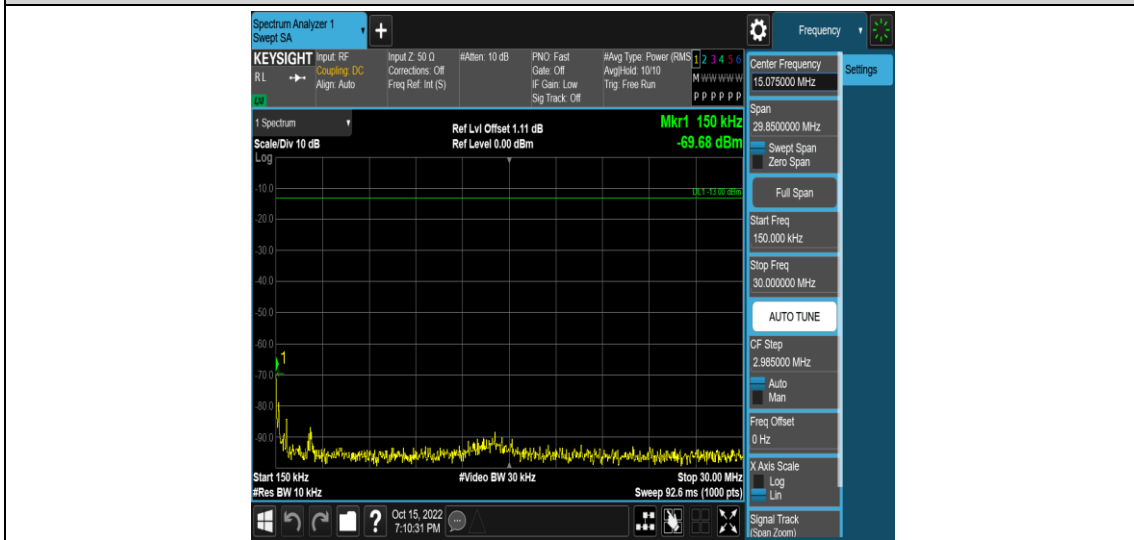 Spectrum Analyzer 1
Swept SA
+
Frequency
KEYSIGHT
RL
Input: RF
Coupling: DC
Align: Auto
Input Z: 50 Ω
Corrections: Off
Freq Ref: Int (S)
#Atten: 10 dB
PNO: Fast
Gate: Off
IF Gain: Low
Sig Track: Off
#Avg Type: Power (RMS
Avg|Hold: 10/10
Trig: Free Run
1 2 3 4 5 6
M W W W W W
P P P P P P
Center Frequency
15.075000 MHz
Settings
1 Spectrum
Scale/Div 10 dB
Log
Ref Lvl Offset 1.11 dB
Ref Level 0.00 dBm
Mkr1 150 kHz
-69.68 dBm
Span
29.8500000 MHz
Swept Span
Zero Span
Full Span
Start Freq
150.000 kHz
Stop Freq
30.000000 MHz
AUTO TUNE
CF Step
2.985000 MHz
Auto
Man
Freq Offset
0 Hz
X Axis Scale
Log
Lin
Signal Track
(Span Zoom)
DL1 -13.00 dBm
-10.0
-20.0
-30.0
-40.0
-50.0
-60.0
1
-70.0
-80.0
-90.0
Start 150 kHz
#Video BW 30 kHz
Stop 30.00 MHz
#Res BW 10 kHz
Sweep 92.6 ms (1000 pts)
?
Oct 15, 2022
7:10:31 PM